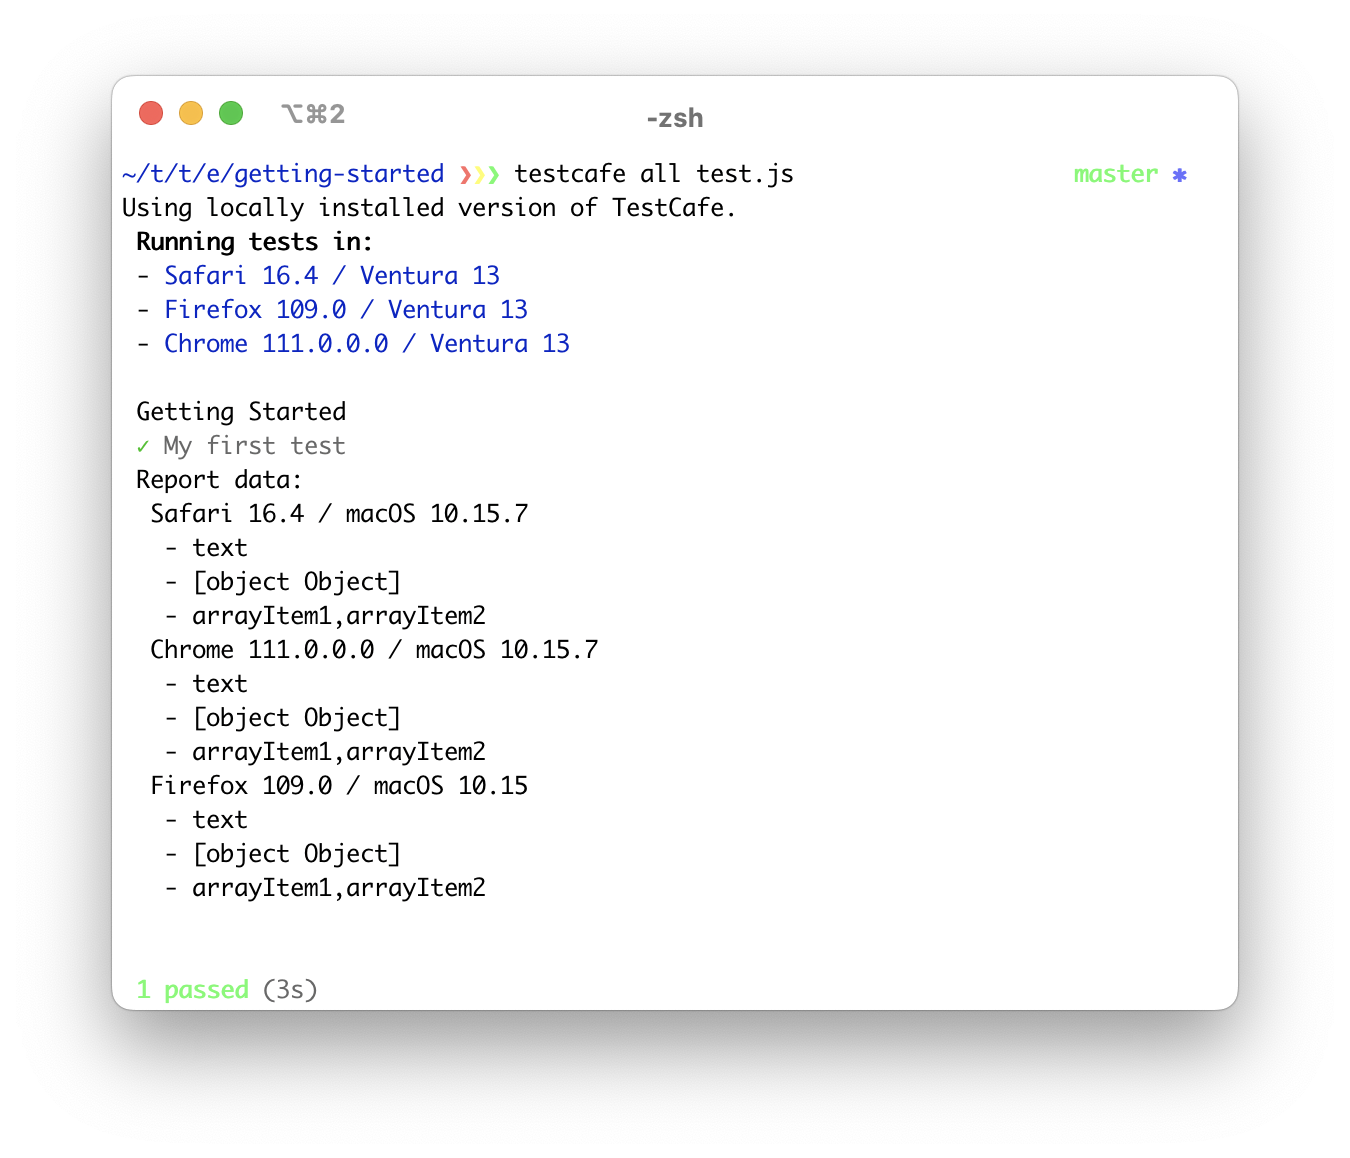 ⌥⌘2
-zsh
~/t/t/e/getting-started ❯❯❯ testcafe all test.js master ✱
Using locally installed version of TestCafe.
Running tests in:
- Safari 16.4 / Ventura 13
- Firefox 109.0 / Ventura 13
- Chrome 111.0.0.0 / Ventura 13
Getting Started
✓ My first test
Report data:
Safari 16.4 / macOS 10.15.7
- text
- [object Object]
- arrayItem1,arrayItem2
Chrome 111.0.0.0 / macOS 10.15.7
- text
- [object Object]
- arrayItem1,arrayItem2
Firefox 109.0 / macOS 10.15
- text
- [object Object]
- arrayItem1,arrayItem2
1 passed (3s)